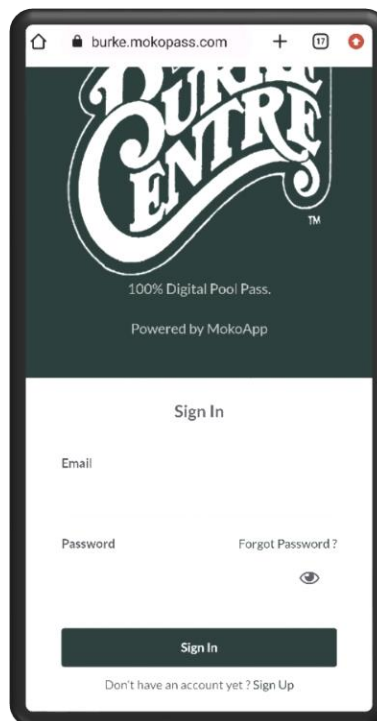 burke.mokopass.com
17
BURKE
CENTRE
TM
100% Digital Pool Pass.
Powered by MokoApp
Sign In
Email
Password Forgot Password ?
Sign In
Don't have an account yet ? Sign Up